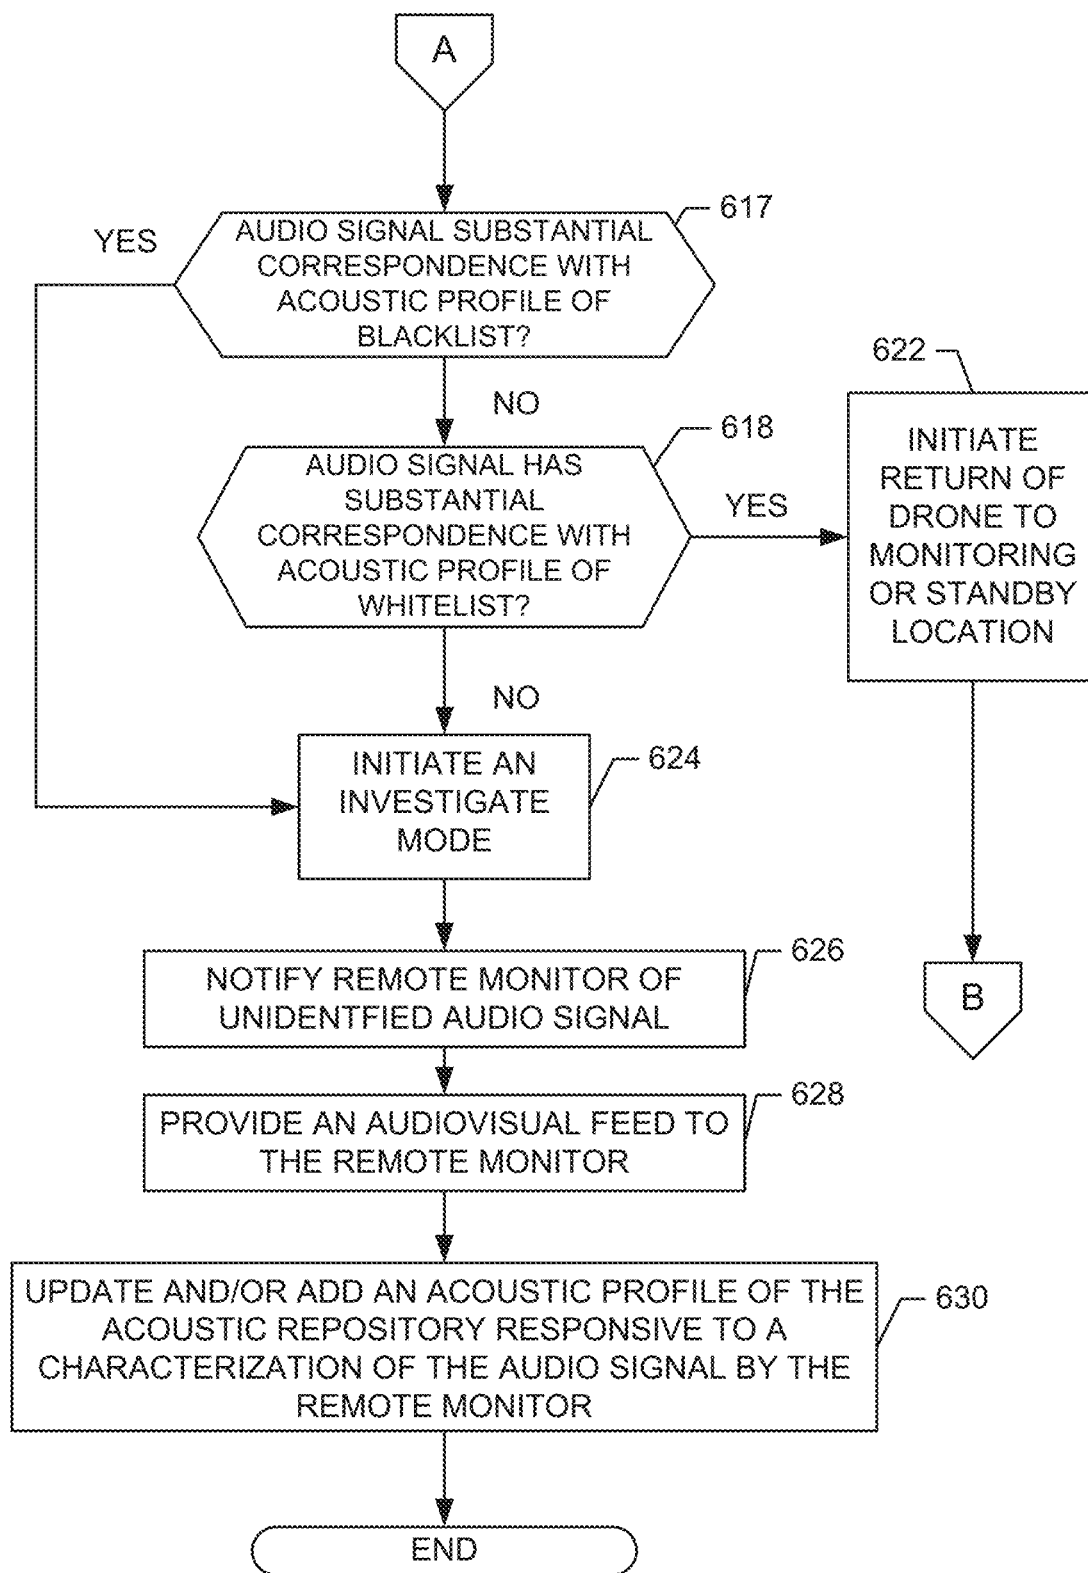 A
617
YES
AUDIO SIGNAL SUBSTANTIAL
CORRESPONDENCE WITH
ACOUSTIC PROFILE OF
BLACKLIST?
NO
618
AUDIO SIGNAL HAS
SUBSTANTIAL
CORRESPONDENCE WITH
ACOUSTIC PROFILE OF
WHITELIST?
YES
622
INITIATE
RETURN OF
DRONE TO
MONITORING
OR STANDBY
LOCATION
B
NO
INITIATE AN
INVESTIGATE
MODE
624
NOTIFY REMOTE MONITOR OF
UNIDENTFIED AUDIO SIGNAL
626
PROVIDE AN AUDIOVISUAL FEED TO
THE REMOTE MONITOR
628
UPDATE AND/OR ADD AN ACOUSTIC PROFILE OF THE
ACOUSTIC REPOSITORY RESPONSIVE TO A
CHARACTERIZATION OF THE AUDIO SIGNAL BY THE
REMOTE MONITOR
630
END